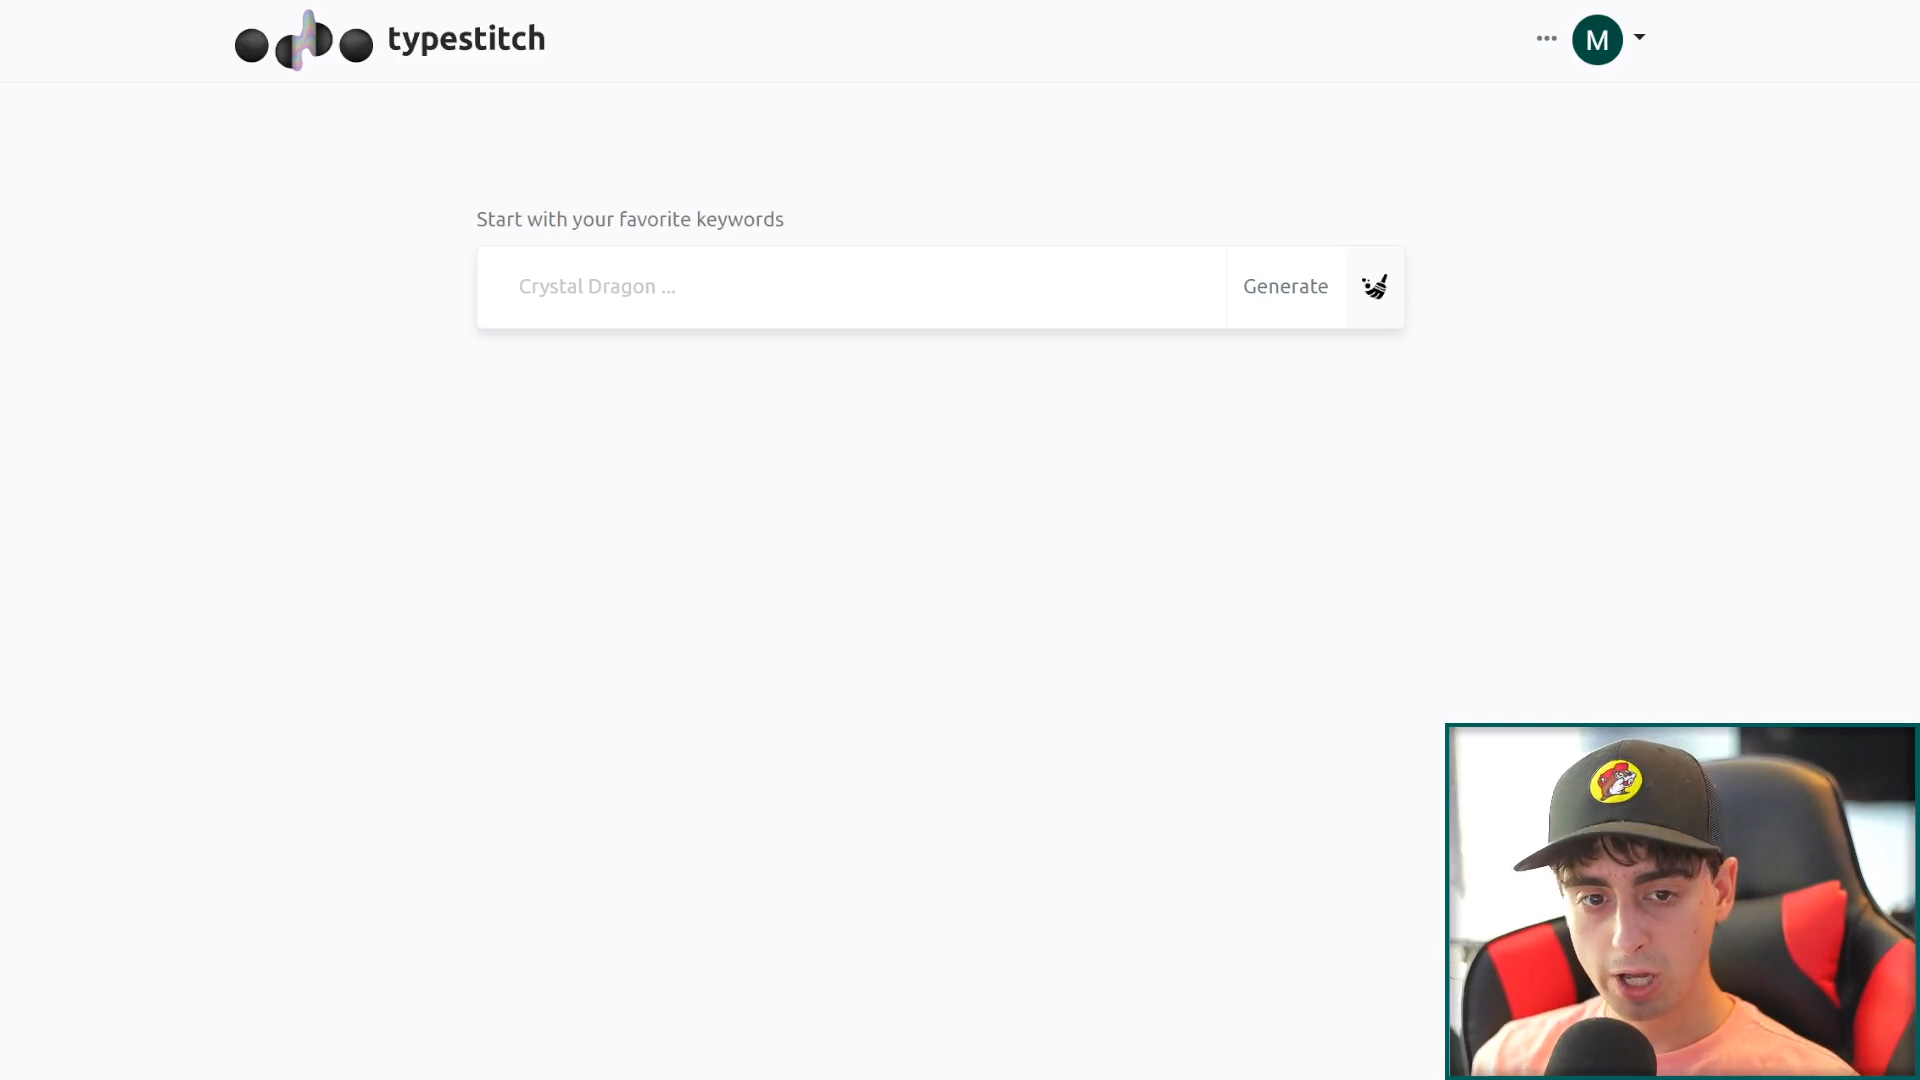 typestitch
••• M
Start with your favorite keywords
Crystal Dragon ...
Generate